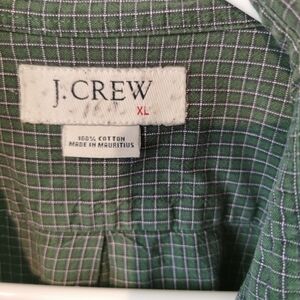 J.CREW
XL
100% COTTON
MADE IN MAURITIUS